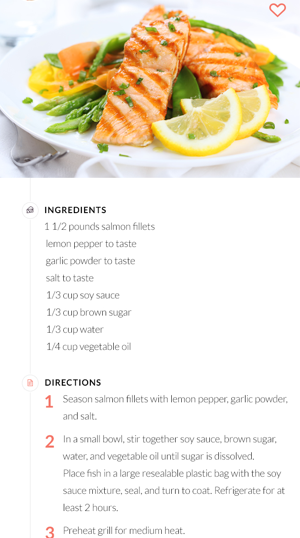 INGREDIENTS
1 1/2 pounds salmon fillets
lemon pepper to taste
garlic powder to taste
salt to taste
1/3 cup soy sauce
1/3 cup brown sugar
1/3 cup water
1/4 cup vegetable oil
DIRECTIONS
1 Season salmon fillets with lemon pepper, garlic powder,
and salt.
2 In a small bowl, stir together soy sauce, brown sugar,
water, and vegetable oil until sugar is dissolved.
Place fish in a large resealable plastic bag with the soy
sauce mixture, seal, and turn to coat. Refrigerate for at
least 2 hours.
3 Preheat grill for medium heat.